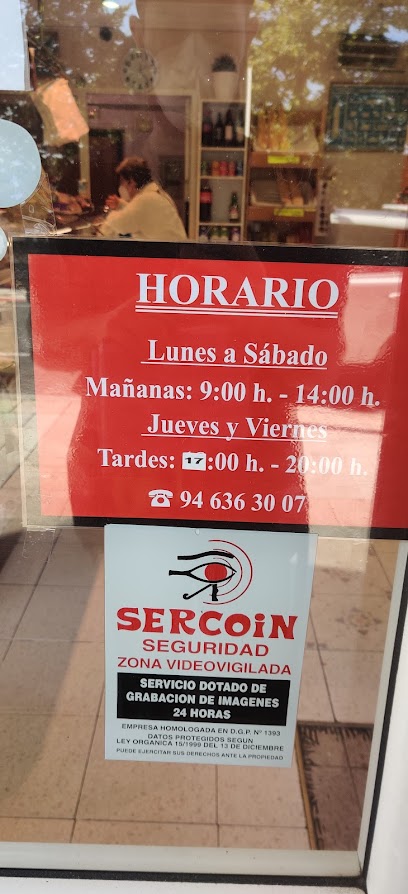 HORARIO
Lunes a Sábado
Mañanas: 9:00 h. - 14:00 h.
Jueves y Viernes
Tardes: 17:00 h. - 20:00 h.
☎ 94 636 30 07
SERCOiN
SEGURIDAD
ZONA VIDEOVIGILADA
SERVICIO DOTADO DE
GRABACION DE IMAGENES
24 HORAS
EMPRESA HOMOLOGADA EN D.G.P. Nº 1393
DATOS PROTEGIDOS SEGUN
LEY ORGANICA 15/1999 DEL 13 DE DICIEMBRE
PUEDE EJERCITAR SUS DERECHOS ANTE LA PROPIEDAD